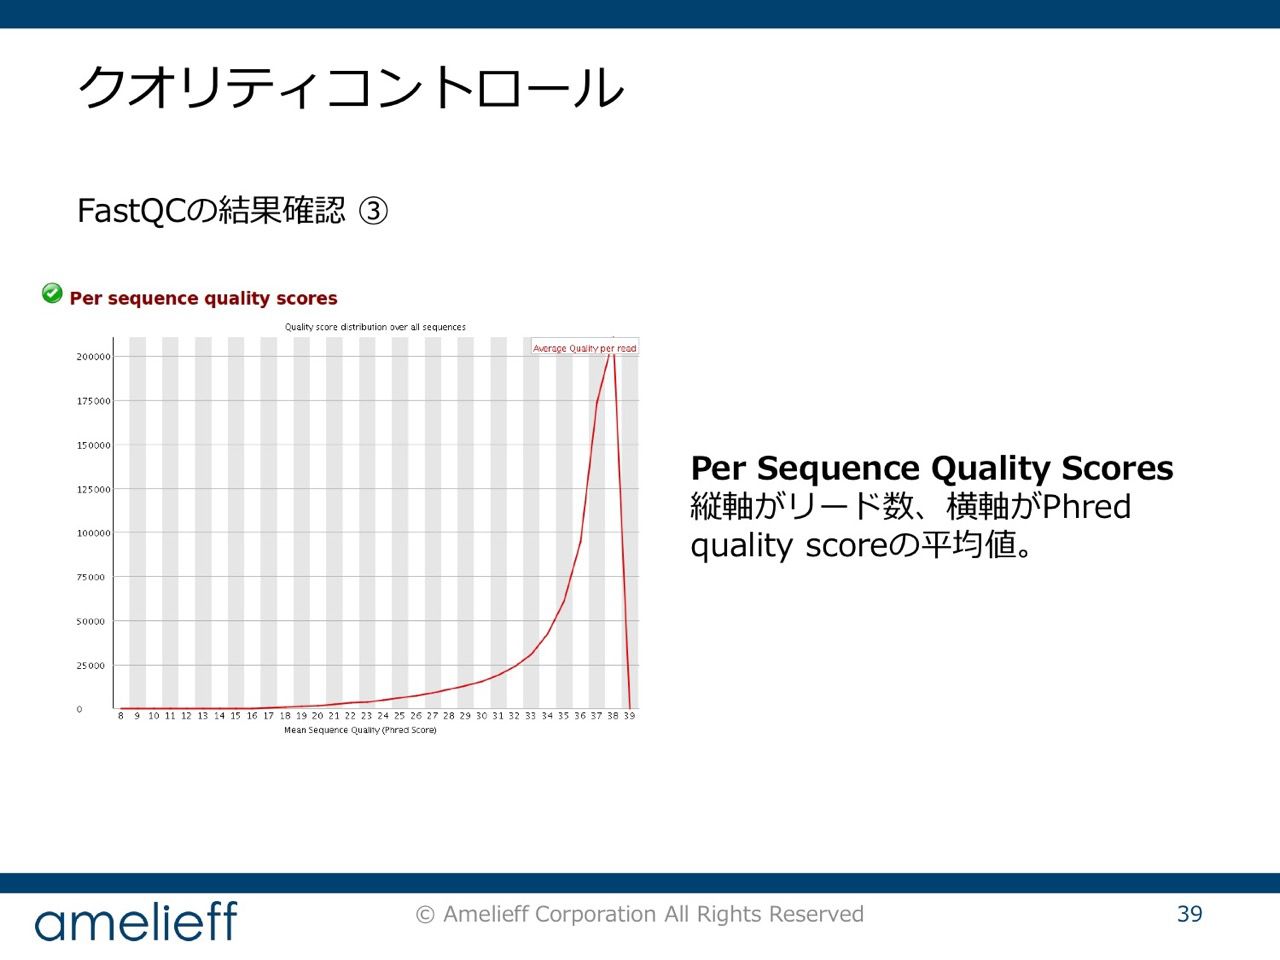 クオリティコントロール
FastQCの結果確認 ③
Per sequence quality scores
Quality score distribution over all sequences
Average Quality per read
200000
175000
150000
125000
100000
75000
50000
25000
0
8 9 10 11 12 13 14 15 16 17 18 19 20 21 22 23 24 25 26 27 28 29 30 31 32 33 34 35 36 37 38 39
Mean Sequence Quality (Phred Score)
Per Sequence Quality Scores
縦軸がリード数、横軸がPhred
quality scoreの平均値。
amelieff
© Amelieff Corporation All Rights Reserved
39